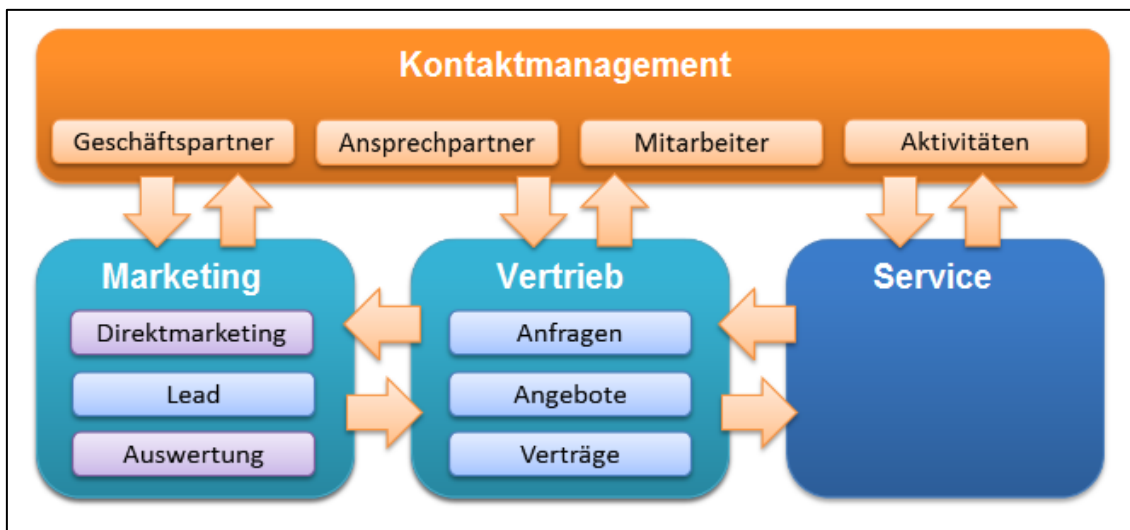 Kontaktmanagement
Geschäftspartner
Ansprechpartner
Mitarbeiter
Aktivitäten
Marketing
Direktmarketing
Lead
Auswertung
Vertrieb
Anfragen
Angebote
Verträge
Service